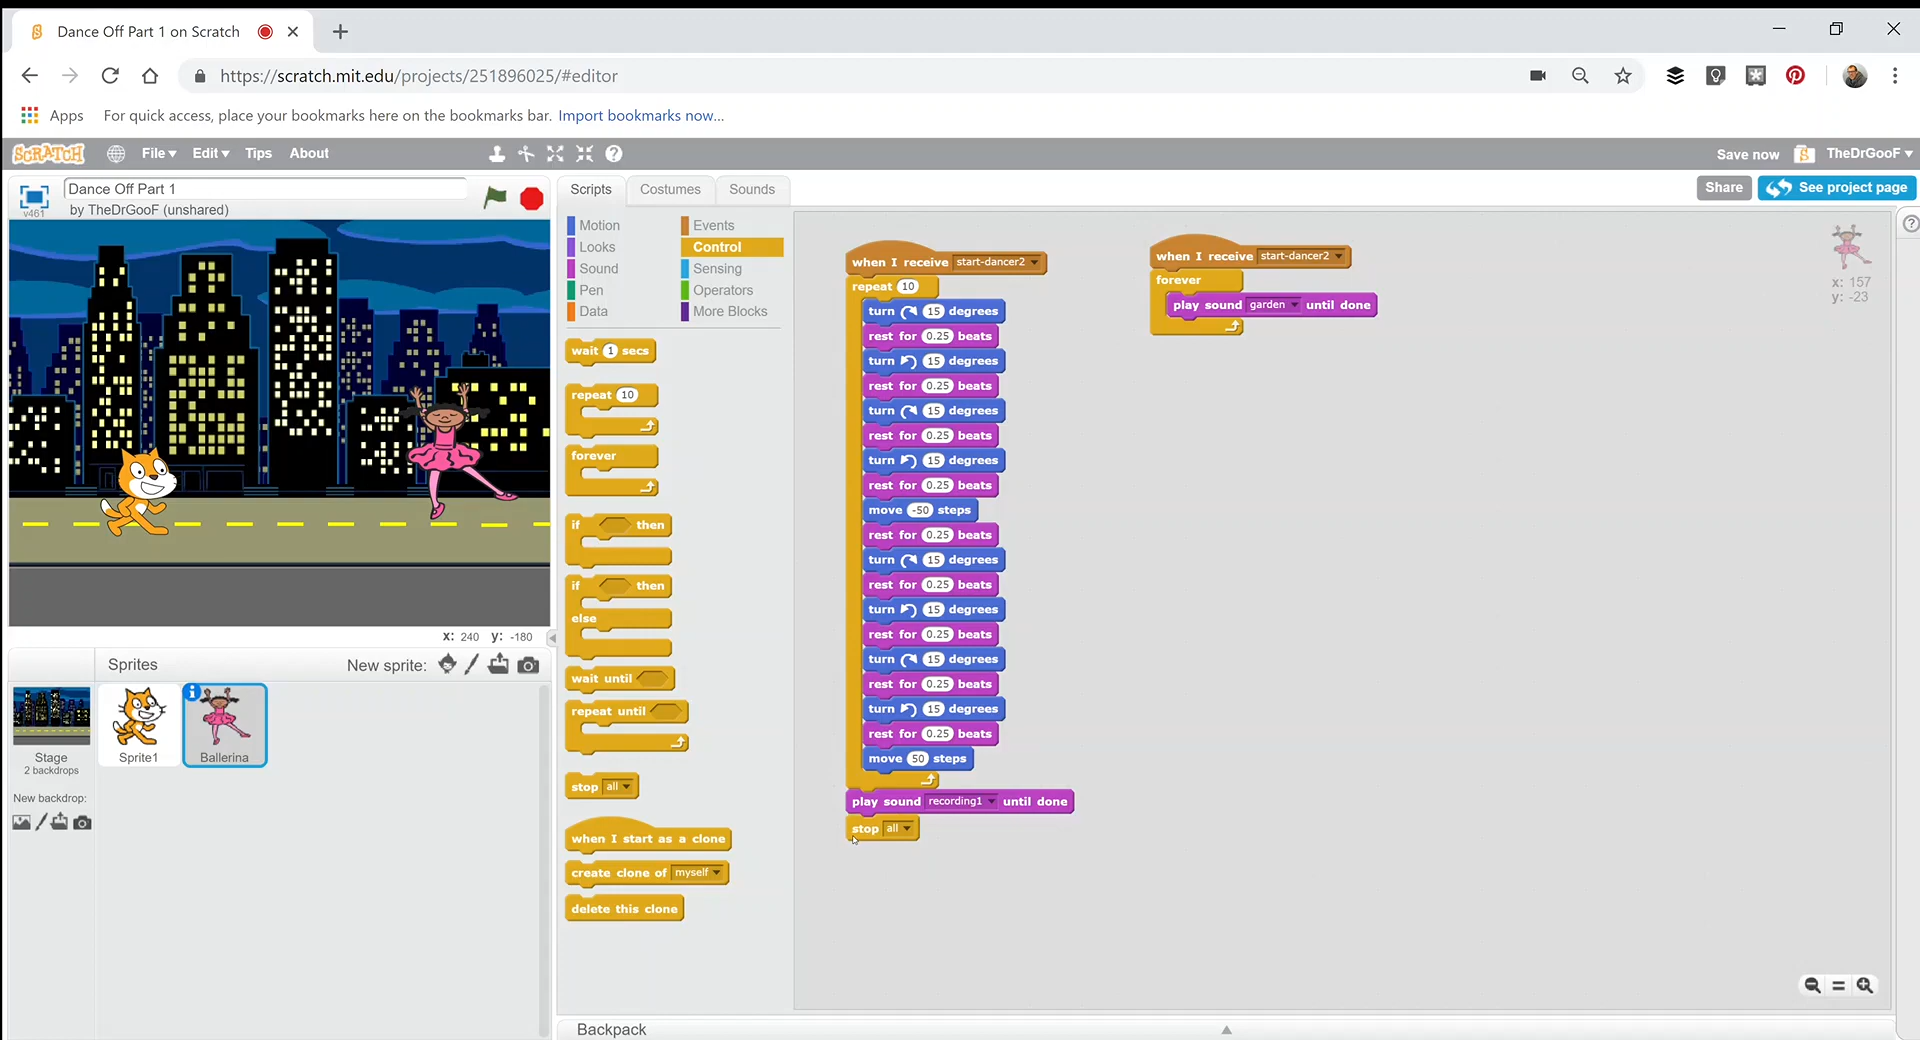 Dance Off Part 1 on Scratch
https://scratch.mit.edu/projects/251896025/#editor
Apps For quick access, place your bookmarks here on the bookmarks bar. Import bookmarks now...
SCRATCH File Edit Tips About
Save now TheDrGooF
v461
Dance Off Part 1
by TheDrGooF (unshared)
Scripts Costumes Sounds
Share See project page
Motion Events
Looks Control
Sound Sensing
Pen Operators
Data More Blocks
wait 1 secs
repeat 10
forever
if then
if then
else
wait until
repeat until
stop all
when I start as a clone
create clone of myself
delete this clone
when I receive start-dancer2
repeat 10
turn 15 degrees
rest for 0.25 beats
turn 15 degrees
rest for 0.25 beats
turn 15 degrees
rest for 0.25 beats
turn 15 degrees
rest for 0.25 beats
move -50 steps
rest for 0.25 beats
turn 15 degrees
rest for 0.25 beats
turn 15 degrees
rest for 0.25 beats
turn 15 degrees
rest for 0.25 beats
turn 15 degrees
rest for 0.25 beats
move 50 steps
play sound recording1 until done
stop all
when I receive start-dancer2
forever
play sound garden until done
x: 157
y: -23
x: 240 y: -180
Sprites New sprite:
Stage
2 backdrops
Sprite1
Ballerina
New backdrop:
Backpack